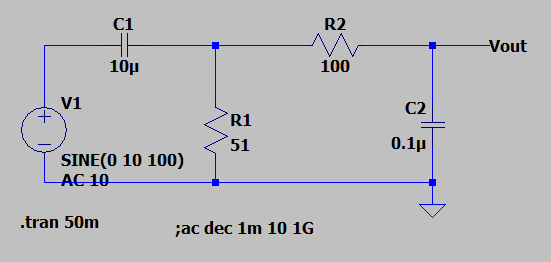 C1
10µ
R2
100
Vout
V1
R1
51
C2
0.1µ
SINE(0 10 100)
AC 10
.tran 50m
;ac dec 1m 10 1G